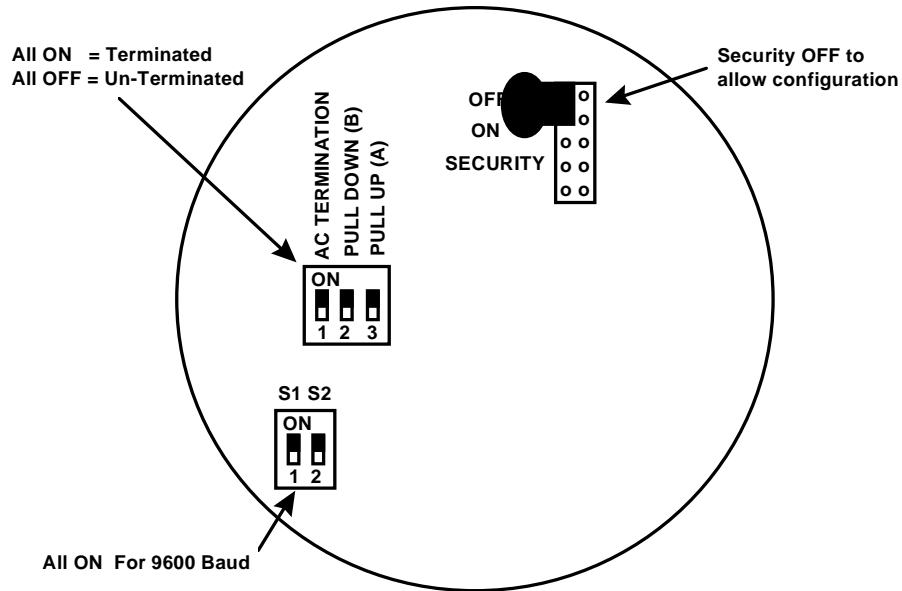 All ON = Terminated
All OFF = Un-Terminated
Security OFF to
allow configuration
OFF
ON
SECURITY
AC TERMINATION
PULL DOWN (B)
PULL UP (A)
ON
1 2 3
S1 S2
ON
1 2
All ON For 9600 Baud